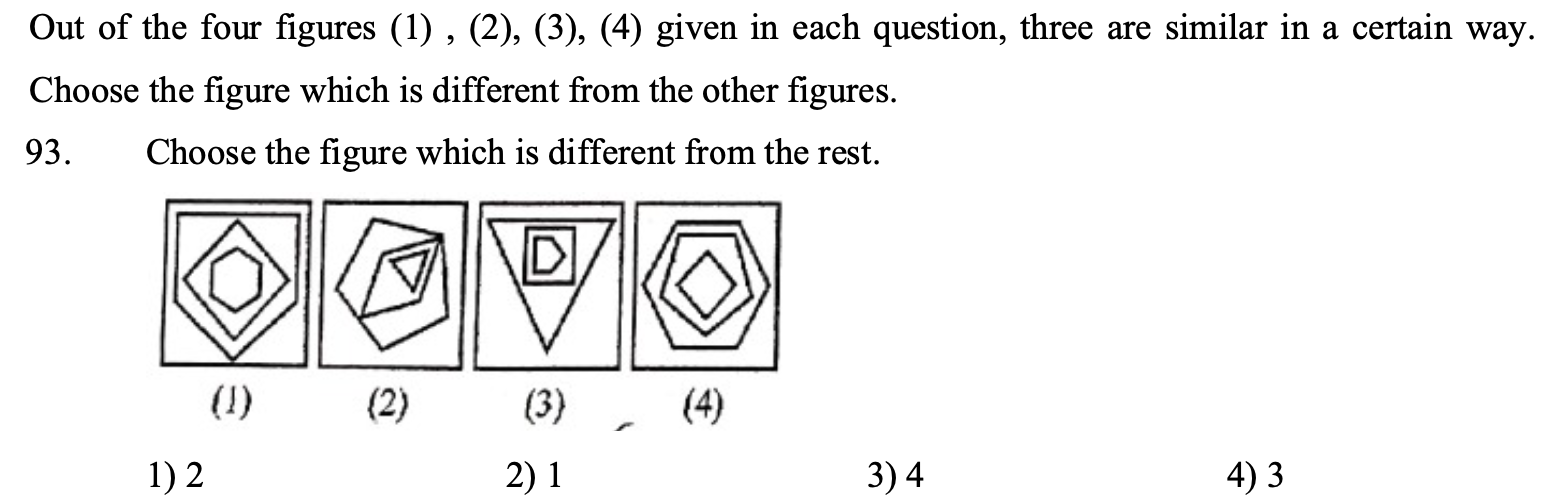 Out of the four figures (1) , (2), (3), (4) given in each question, three are similar in a certain way.
Choose the figure which is different from the other figures.
93. Choose the figure which is different from the rest.
(1) (2) (3) (4)
1) 2 2) 1 3) 4 4) 3